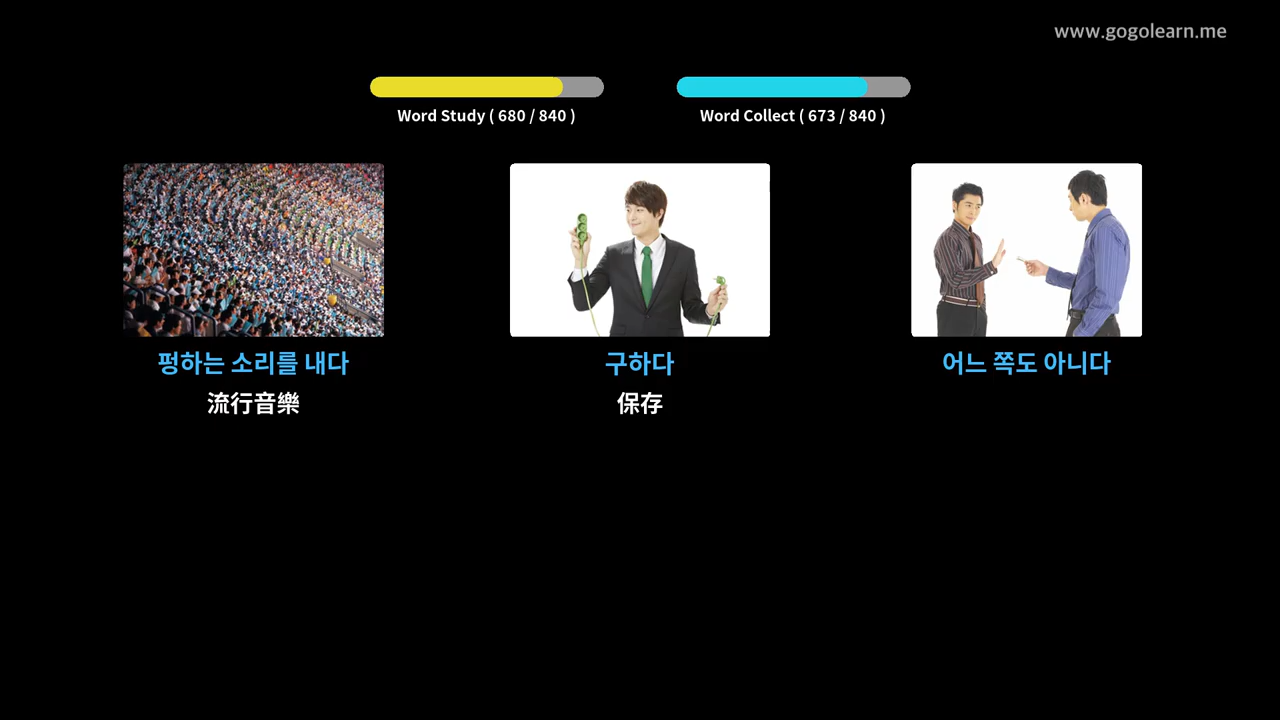 www.gogolearn.me
Word Study ( 680 / 840 )
Word Collect ( 673 / 840 )
펑하는 소리를 내다
구하다
어느 쪽도 아니다
流行音樂
保存